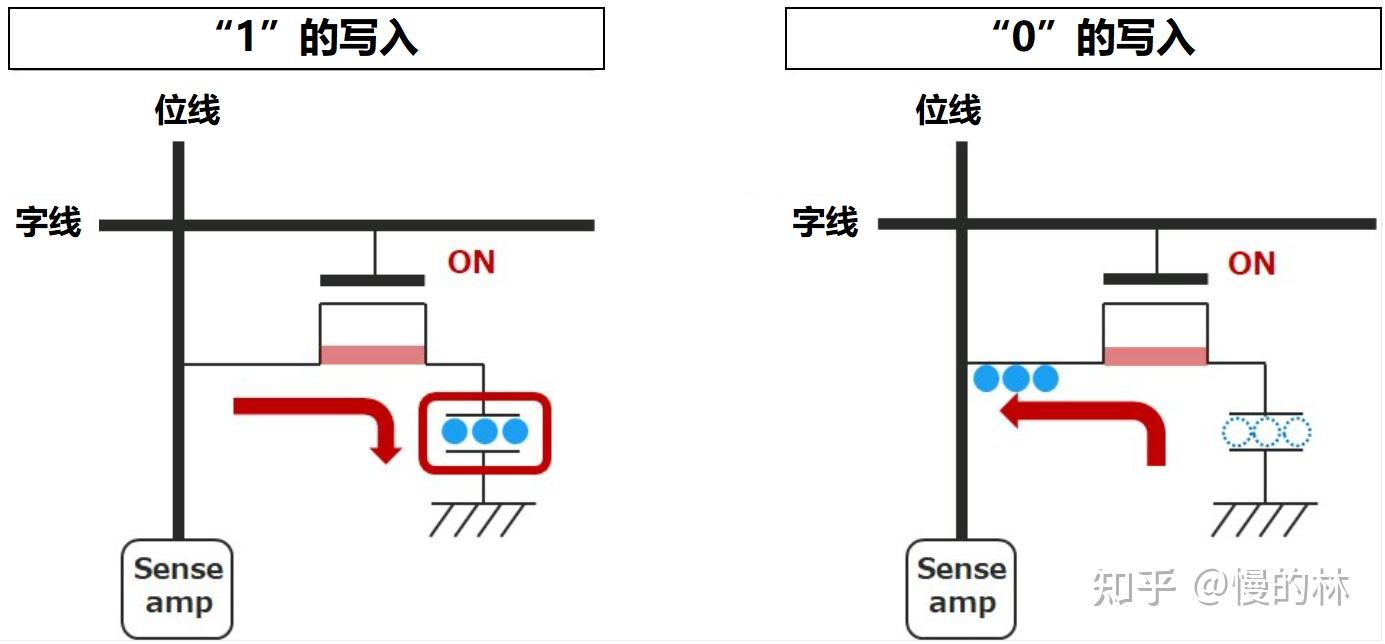 “1”的写入
“0”的写入
位线
位线
字线
字线
ON
ON
Sense
amp
Sense
amp
知乎 @慢的林